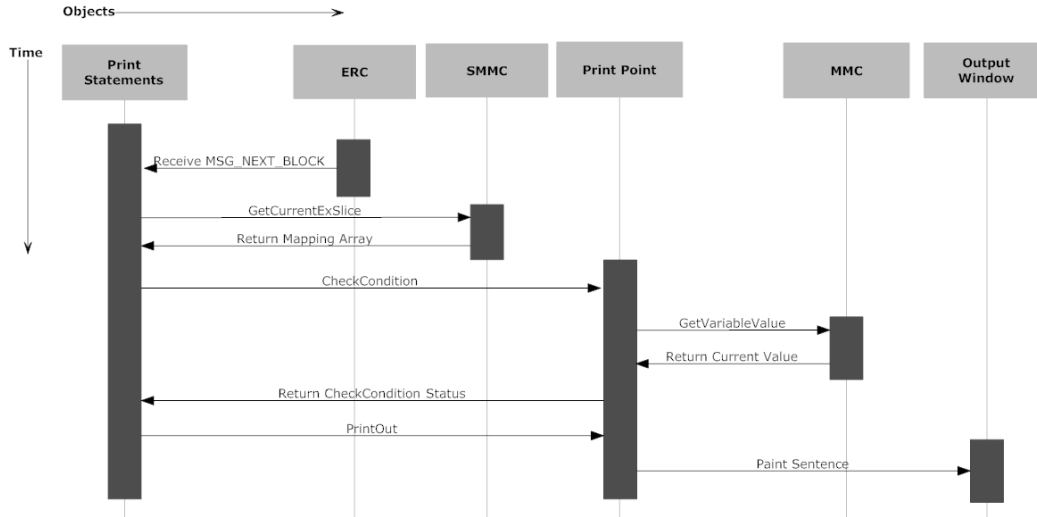 Objects
Time
Print
Statements
ERC
SMMC
Print Point
MMC
Output
Window
Receive MSG_NEXT_BLOCK
GetCurrentExSlice
Return Mapping Array
CheckCondition
GetVariableValue
Return Current Value
Return CheckCondition Status
PrintOut
Paint Sentence